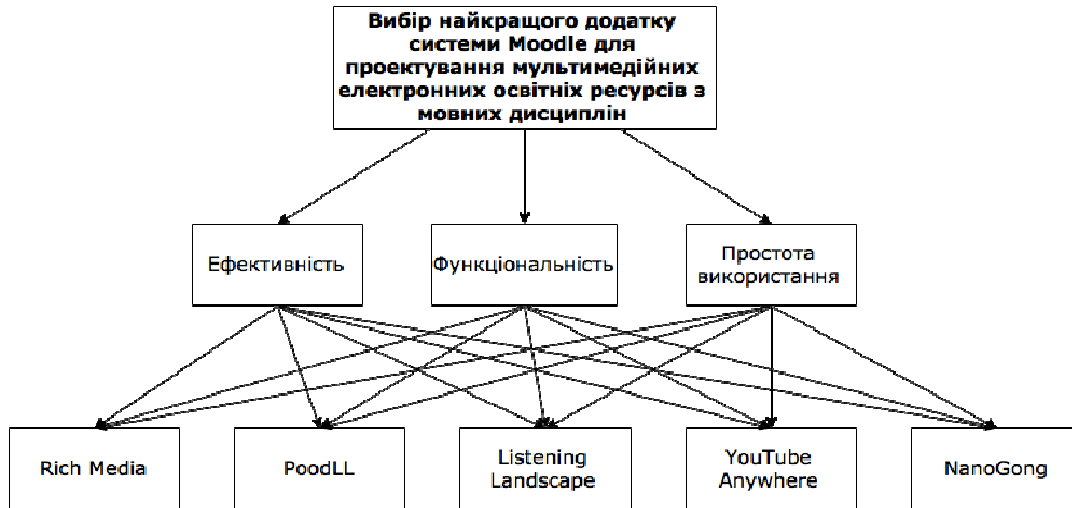 Вибір найкращого додатку
системи Moodle для
проектування мультимедійних
електронних освітніх ресурсів з
мовних дисциплін
Ефективність
Функціональність
Простота
використання
Rich Media
PoodLL
Listening
Landscape
YouTube
Anywhere
NanoGong